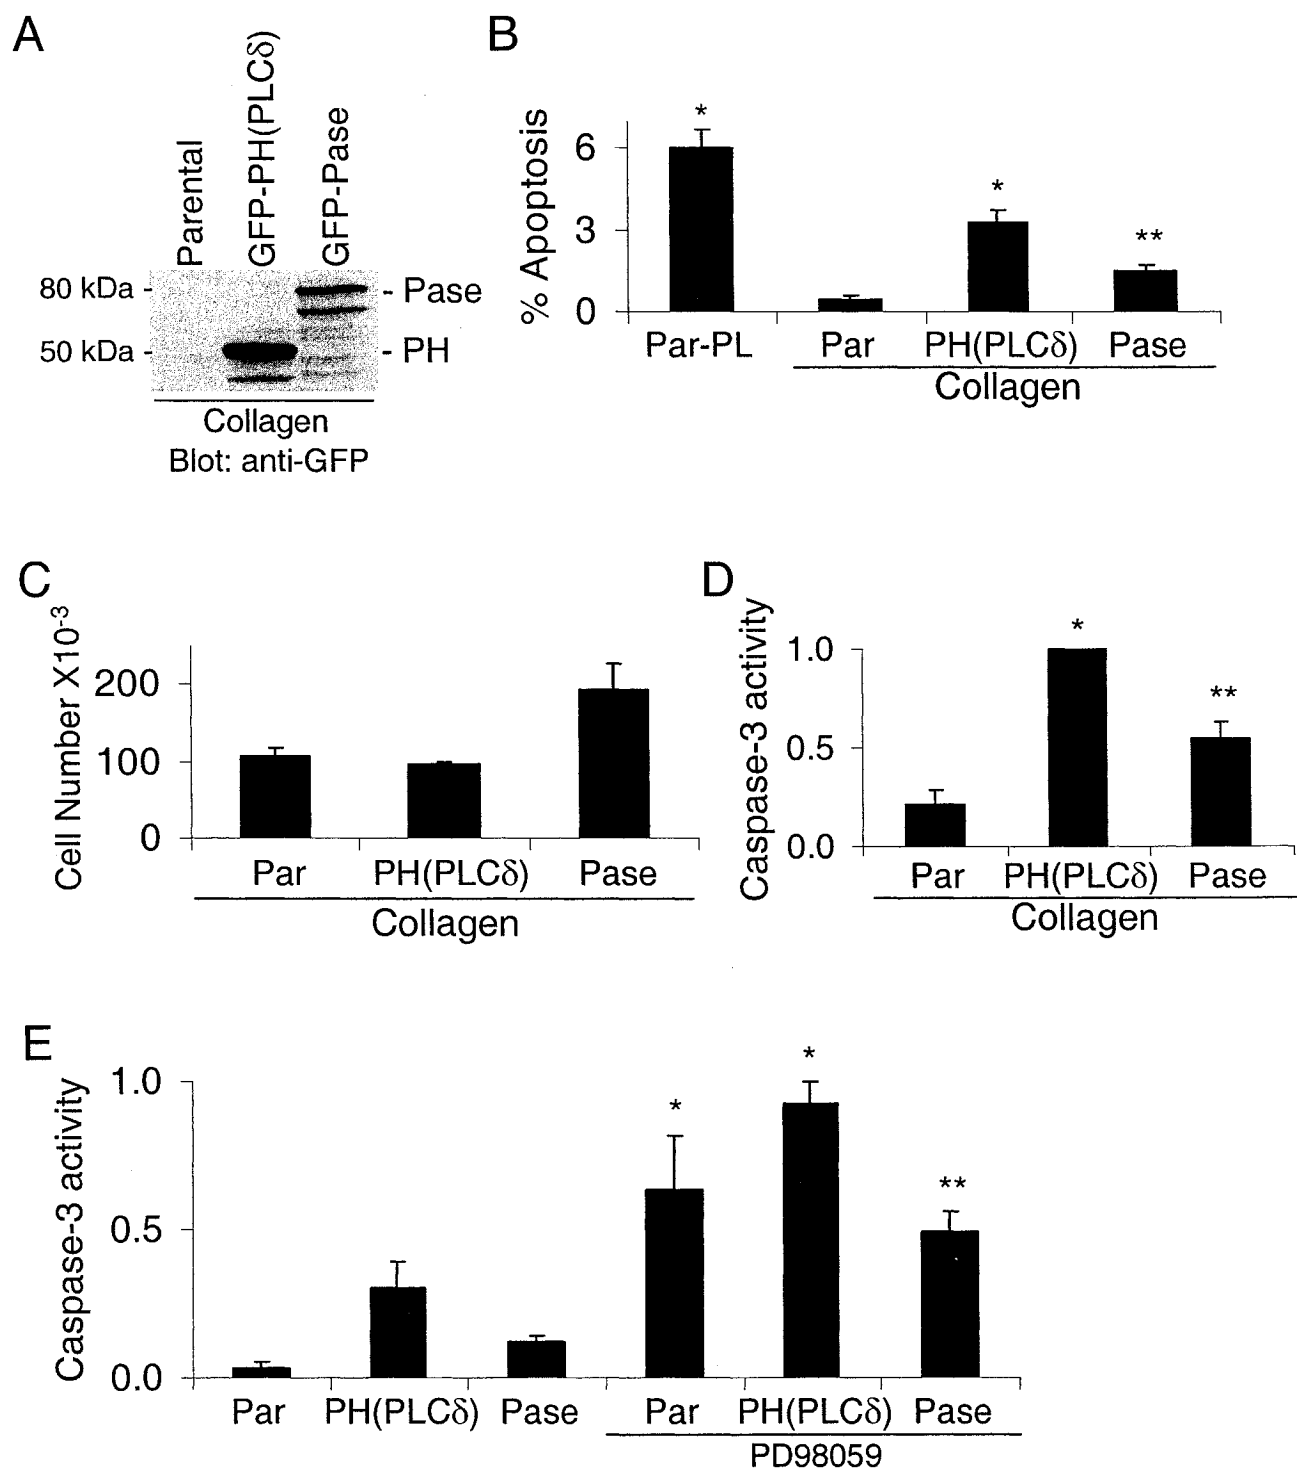 A
Parental
GFP-PH(PLCδ)
GFP-Pase
80 kDa -
- Pase
50 kDa -
- PH
Collagen
Blot: anti-GFP
B
% Apoptosis
6
3
0
*
*
**
Par-PL
Par
PH(PLCδ)
Pase
Collagen
C
Cell Number X10⁻³
200
100
0
Par
PH(PLCδ)
Pase
Collagen
D
Caspase-3 activity
1.0
0.5
0.0
*
**
Par
PH(PLCδ)
Pase
Collagen
E
Caspase-3 activity
1.0
0.5
0.0
*
*
**
Par
PH(PLCδ)
Pase
Par
PH(PLCδ)
Pase
PD98059